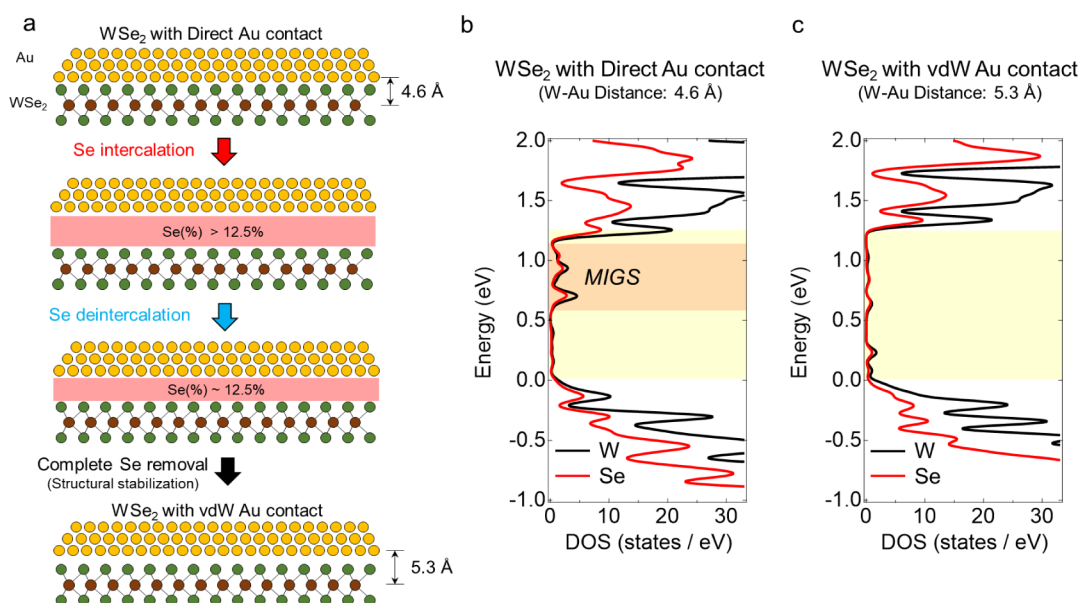 a
WSe₂ with Direct Au contact
Au
WSe₂
4.6 Å
Se intercalation
Se(%) > 12.5%
Se deintercalation
Se(%) ~ 12.5%
Complete Se removal
(Structural stabilization)
WSe₂ with vdW Au contact
5.3 Å
b
WSe₂ with Direct Au contact
(W-Au Distance: 4.6 Å)
2.0
1.5
1.0
0.5
0.0
-0.5
-1.0
Energy (eV)
MIGS
W
Se
0 10 20 30
DOS (states / eV)
c
WSe₂ with vdW Au contact
(W-Au Distance: 5.3 Å)
2.0
1.5
1.0
0.5
0.0
-0.5
-1.0
Energy (eV)
W
Se
0 10 20 30
DOS (states / eV)